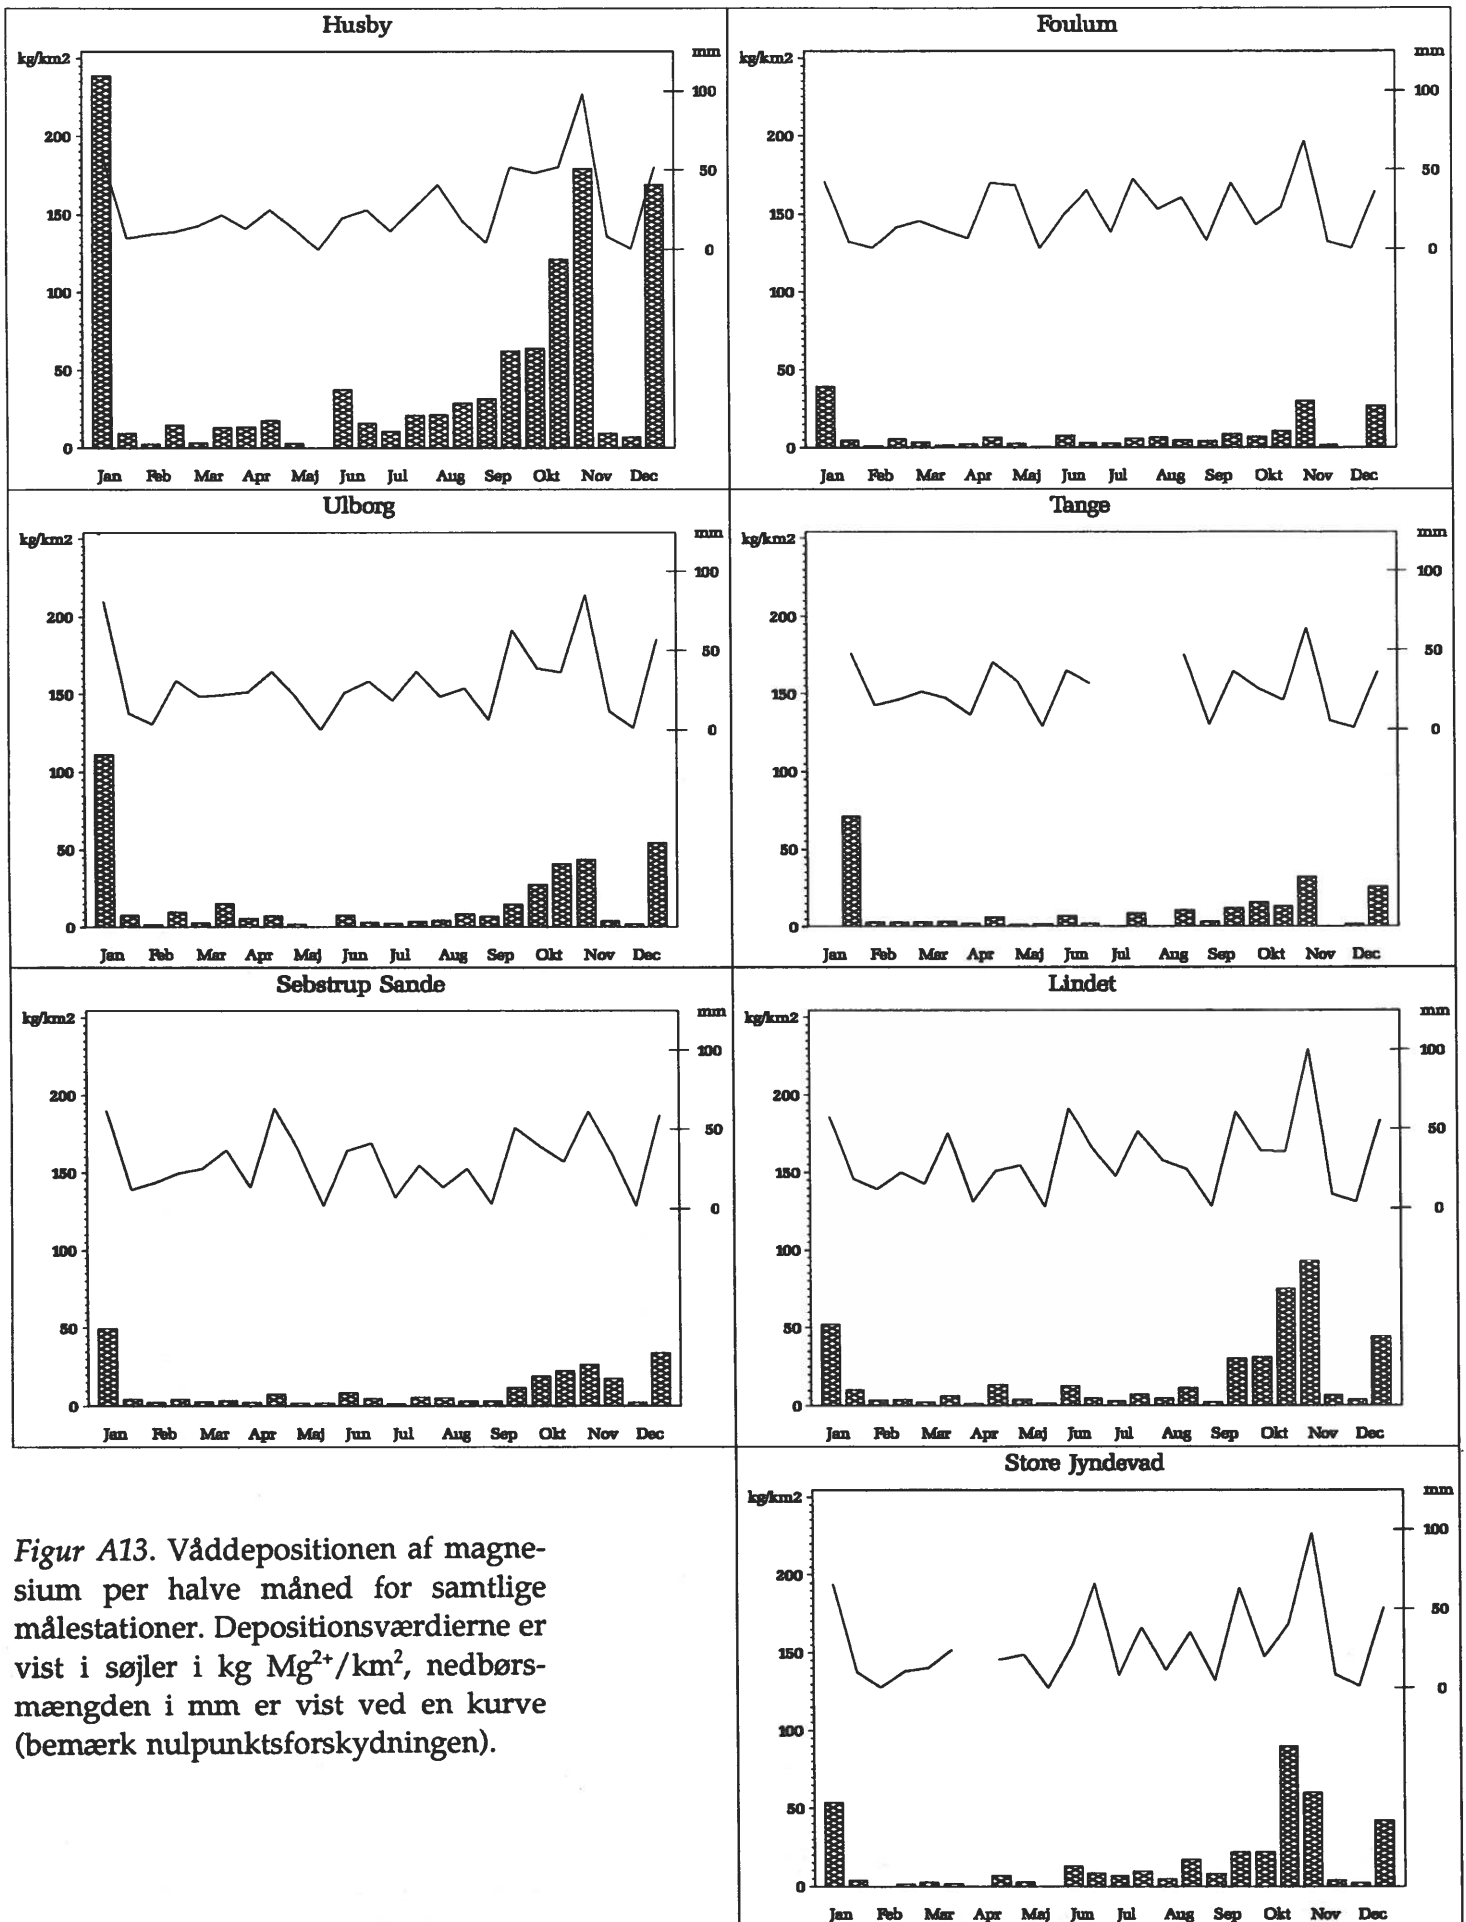 Husby
kg/km2 mm
100
200
50
150
0
100
50
0
Jan Feb Mar Apr Maj Jun Jul Aug Sep Okt Nov Dec
Foulum
kg/km2 mm
100
200
50
150
0
100
50
0
Jan Feb Mar Apr Maj Jun Jul Aug Sep Okt Nov Dec
Ulborg
kg/km2 mm
100
200
50
150
0
100
50
0
Jan Feb Mar Apr Maj Jun Jul Aug Sep Okt Nov Dec
Tange
kg/km2 mm
100
200
50
150
0
100
50
0
Jan Feb Mar Apr Maj Jun Jul Aug Sep Okt Nov Dec
Sebstrup Sande
kg/km2 mm
100
200
50
150
0
100
50
0
Jan Feb Mar Apr Maj Jun Jul Aug Sep Okt Nov Dec
Lindet
kg/km2 mm
100
200
50
150
0
100
50
0
Jan Feb Mar Apr Maj Jun Jul Aug Sep Okt Nov Dec
Store Jyndevad
kg/km2 mm
100
200
50
150
0
100
50
0
Jan Feb Mar Apr Maj Jun Jul Aug Sep Okt Nov Dec
Figur A13. Våddepositionen af magne-
sium per halve måned for samtlige
målestationer. Depositionsværdierne er
vist i søjler i kg Mg²⁺/km², nedbørs-
mængden i mm er vist ved en kurve
(bemærk nulpunktsforskydningen).